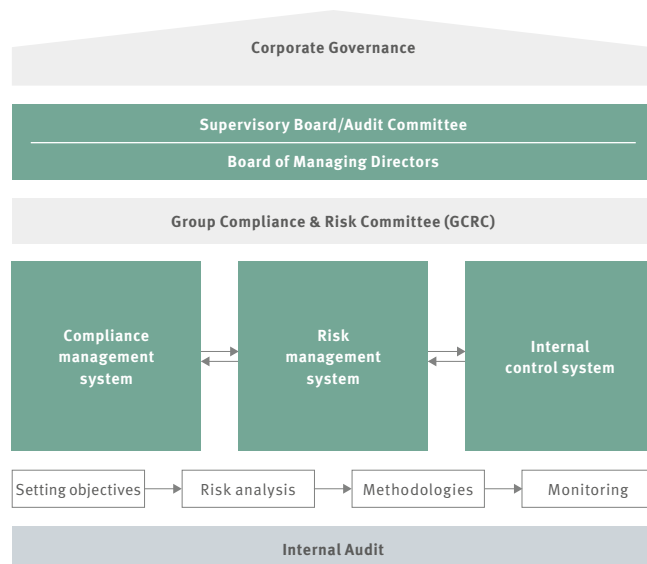 Corporate Governance
Supervisory Board/Audit Committee
Board of Managing Directors
Group Compliance & Risk Committee (GCRC)
Compliance
management
system
Risk
management
system
Internal
control system
Setting objectives
Risk analysis
Methodologies
Monitoring
Internal Audit